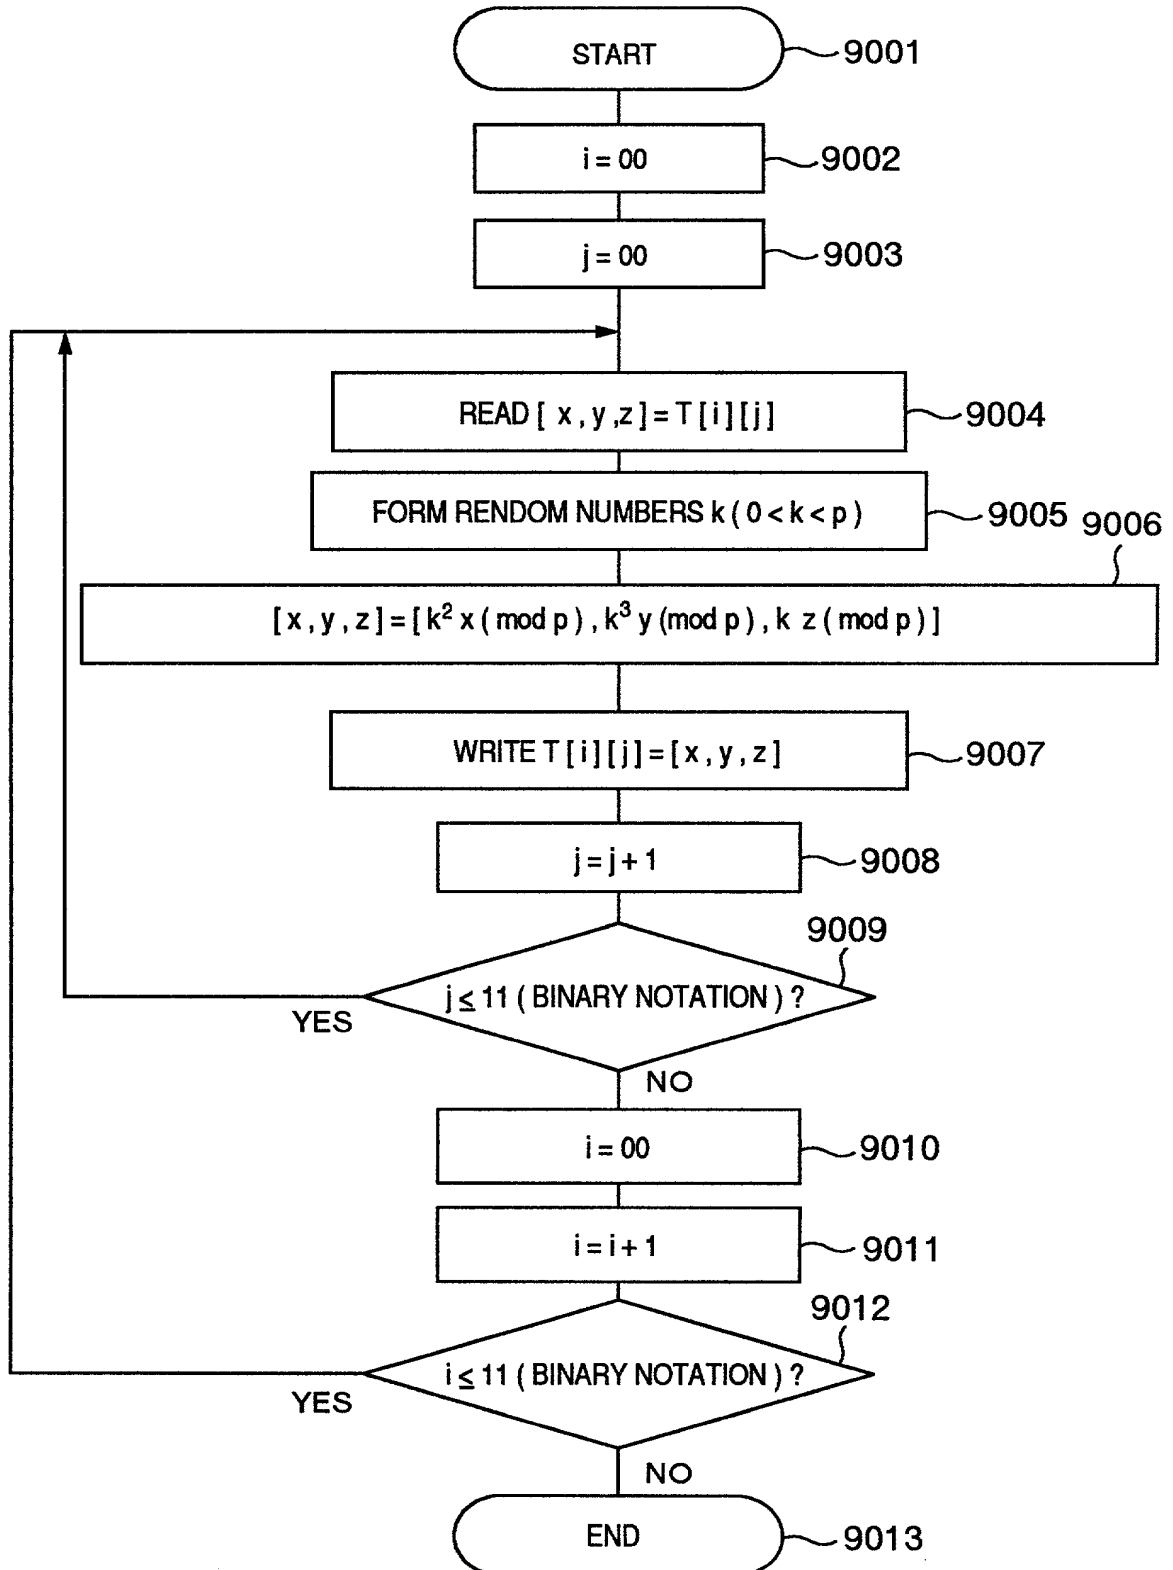 START
9001
i = 00
9002
j = 00
9003
READ [ x , y ,z ] = T [ i ] [ j ]
9004
FORM RENDOM NUMBERS k ( 0 < k < p )
9005
9006
[ x , y , z ] = [ k² x ( mod p ) , k³ y (mod p ) , k z ( mod p ) ]
WRITE T [ i ] [ j ] = [ x , y , z ]
9007
j = j + 1
9008
9009
j ≤ 11 ( BINARY NOTATION ) ?
YES
NO
i = 00
9010
i = i + 1
9011
9012
i ≤ 11 ( BINARY NOTATION ) ?
YES
NO
END
9013